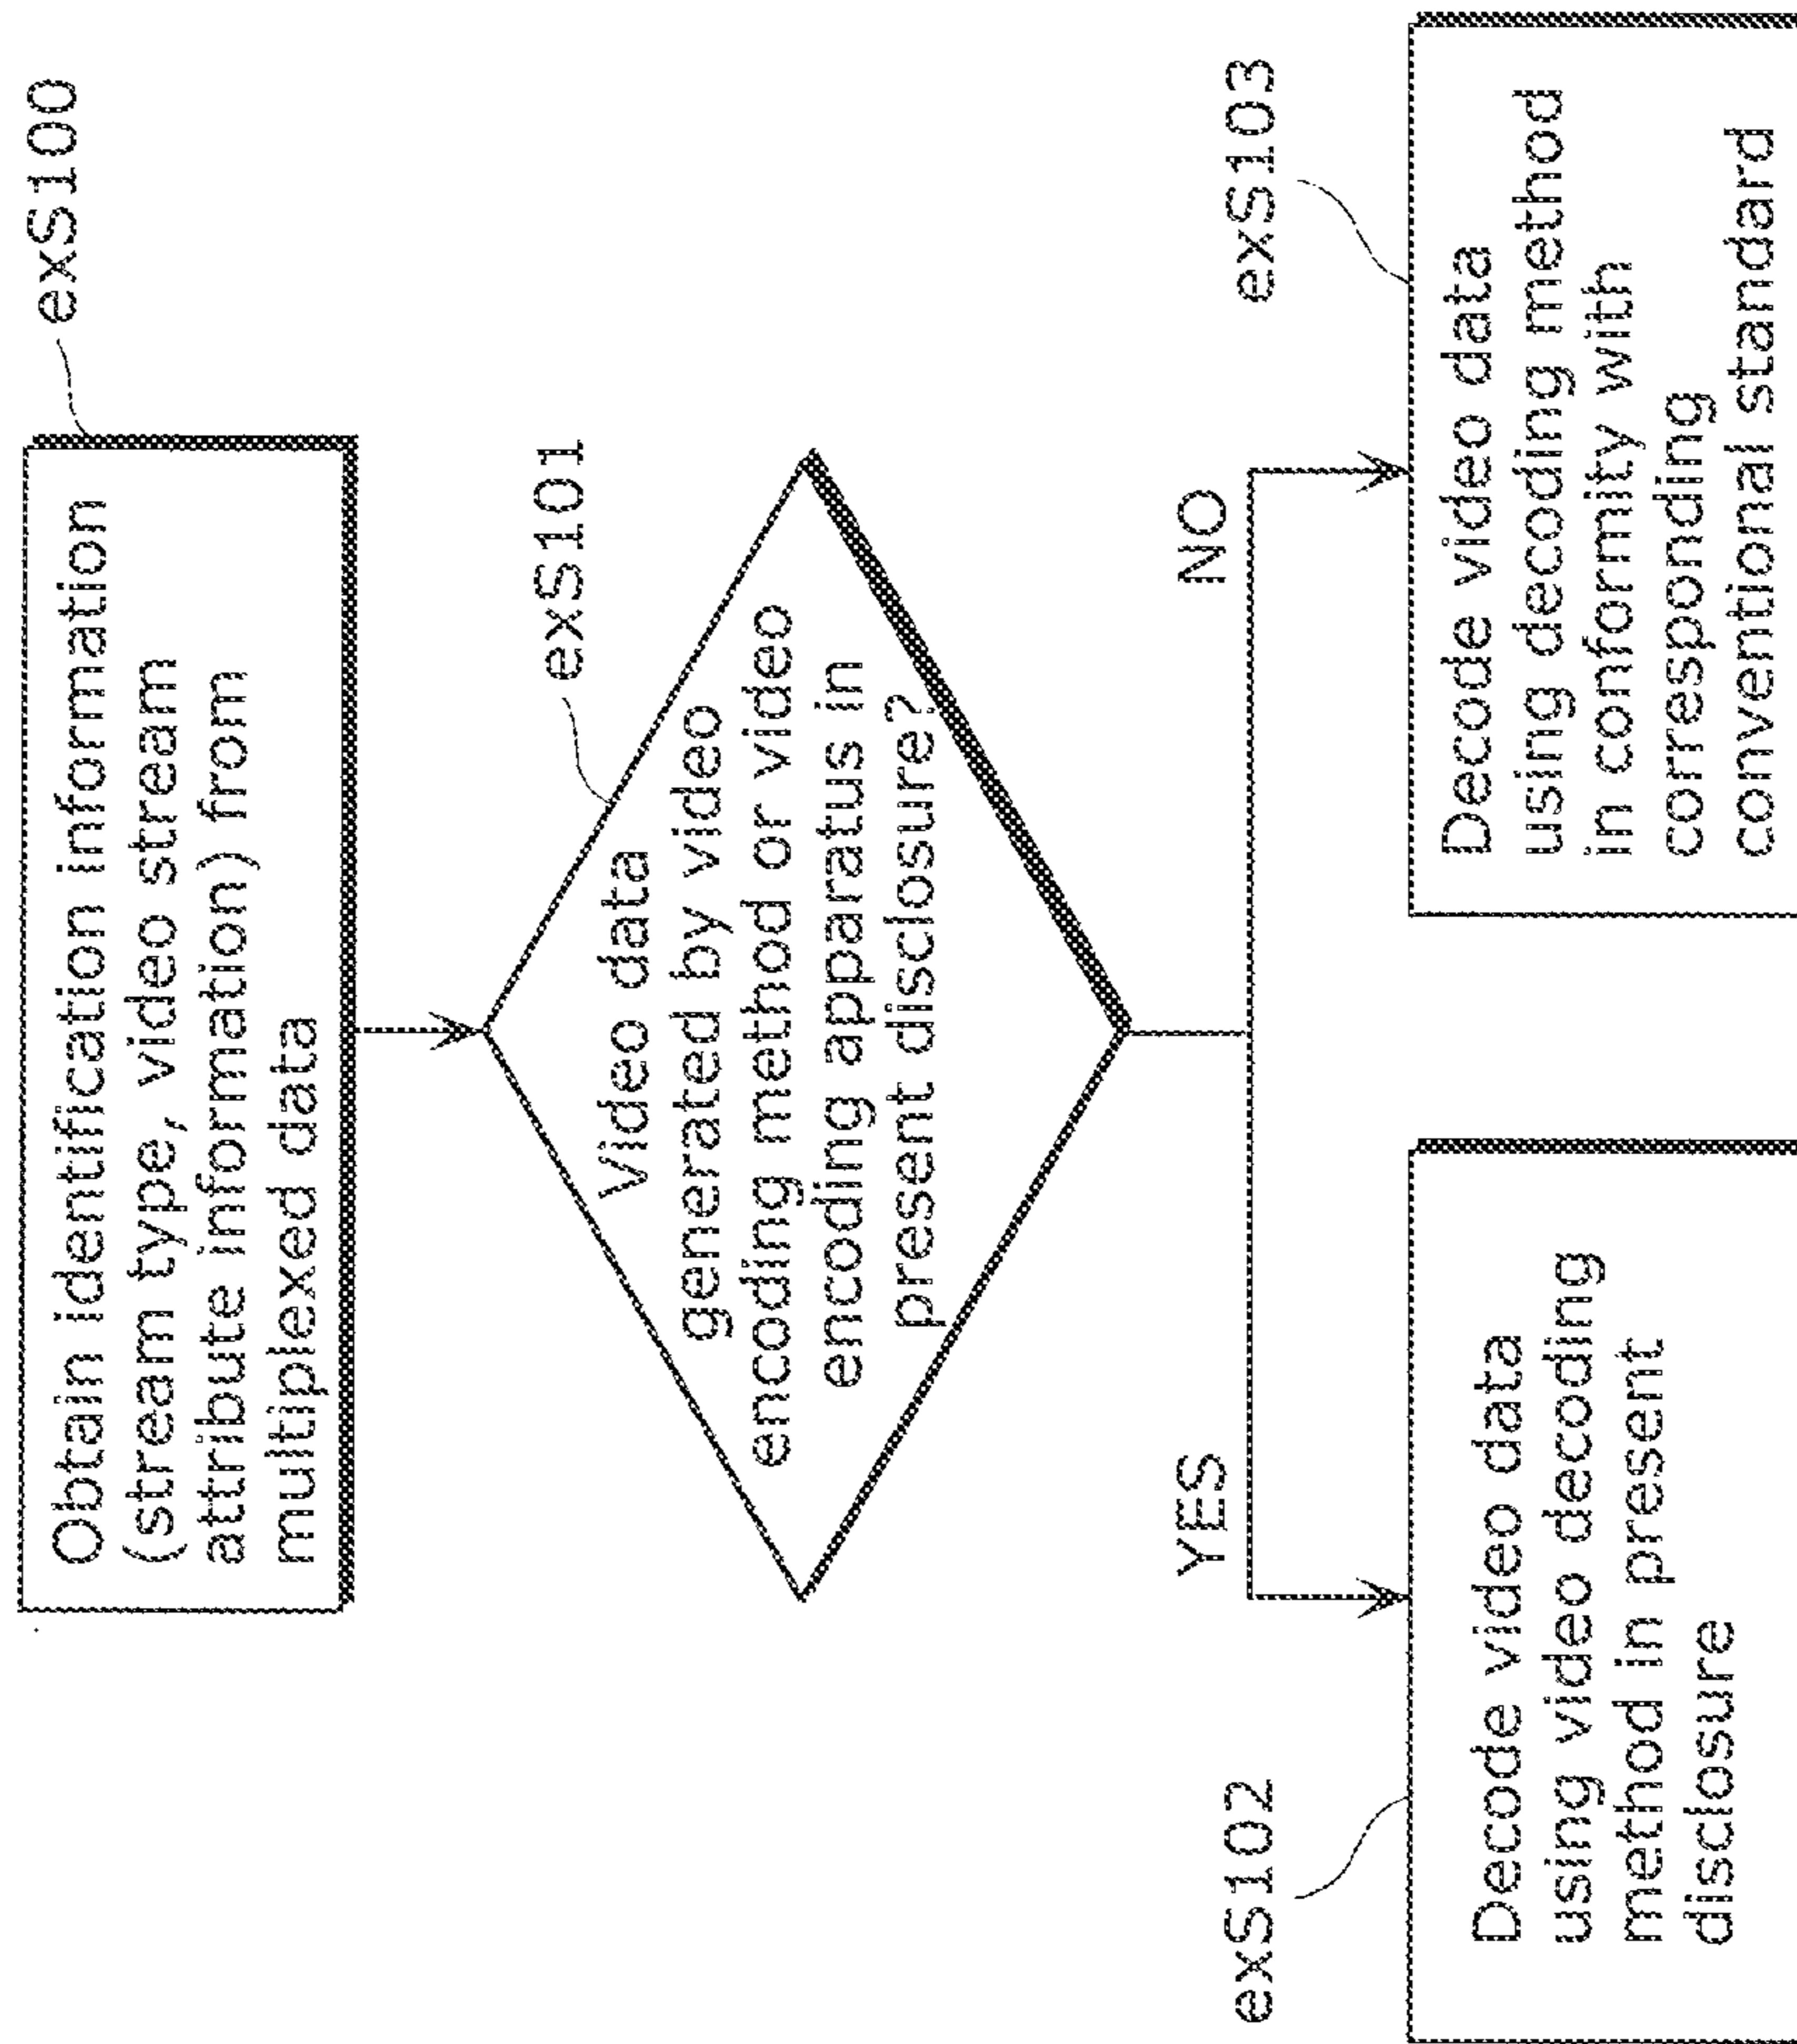 exS100
Obtain identification information
(stream type, video stream
attribute information) from
multiplexed data
exS101
Video data
generated by video
encoding method or video
encoding apparatus in
present disclosure?
YES
NO
exS102
Decode video data
using video decoding
method in present
disclosure
exS103
Decode video data
using decoding method
in conformity with
corresponding
conventional standard